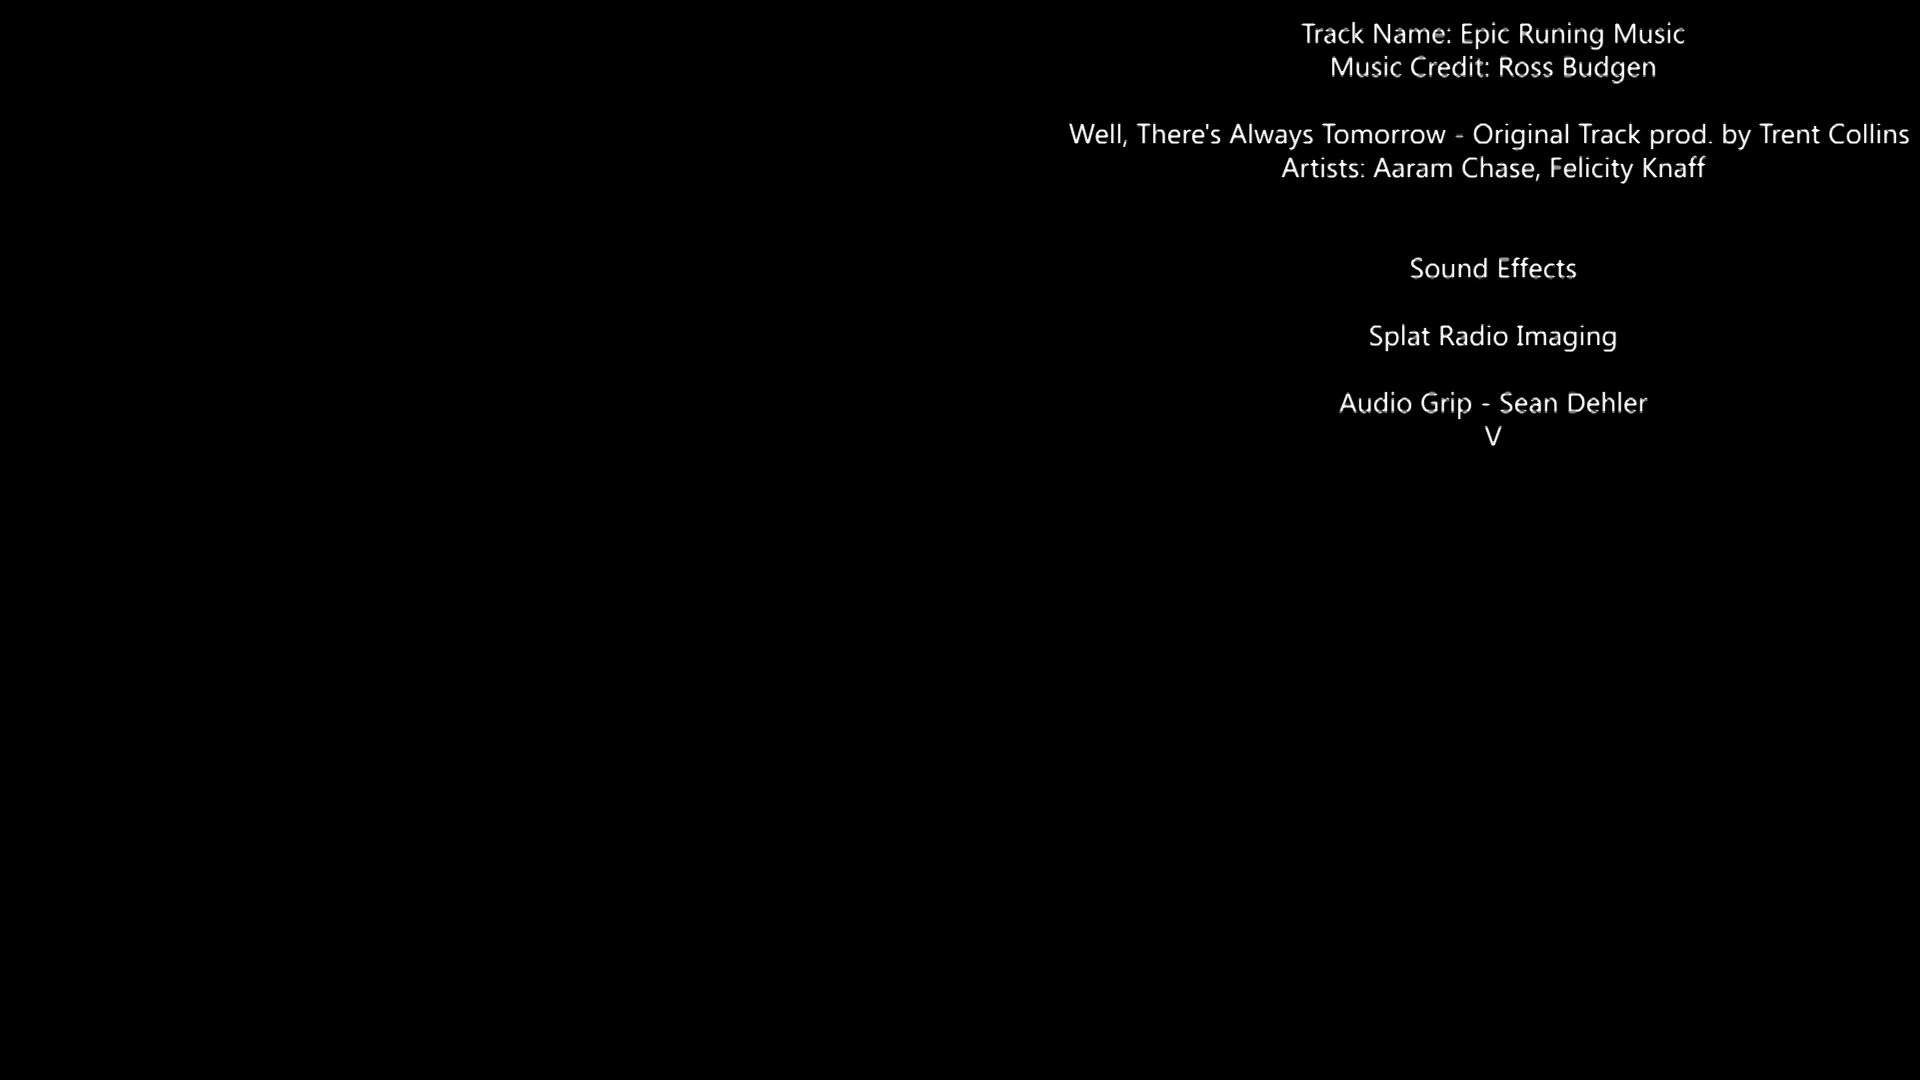 Track Name: Epic Runing Music
Music Credit: Ross Budgen
Well, There's Always Tomorrow - Original Track prod. by Trent Collins
Artists: Aaram Chase, Felicity Knaff
Sound Effects
Splat Radio Imaging
Audio Grip - Sean Dehler
V